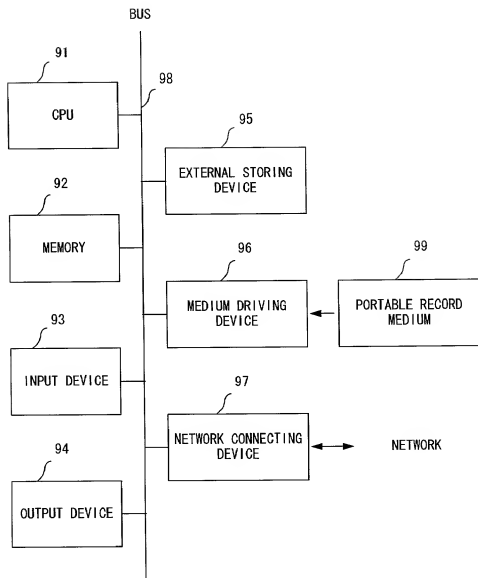 BUS
91
98
CPU
95
EXTERNAL STORING
DEVICE
92
MEMORY
96
99
MEDIUM DRIVING
DEVICE
PORTABLE RECORD
MEDIUM
93
INPUT DEVICE
97
NETWORK CONNECTING
DEVICE
NETWORK
94
OUTPUT DEVICE